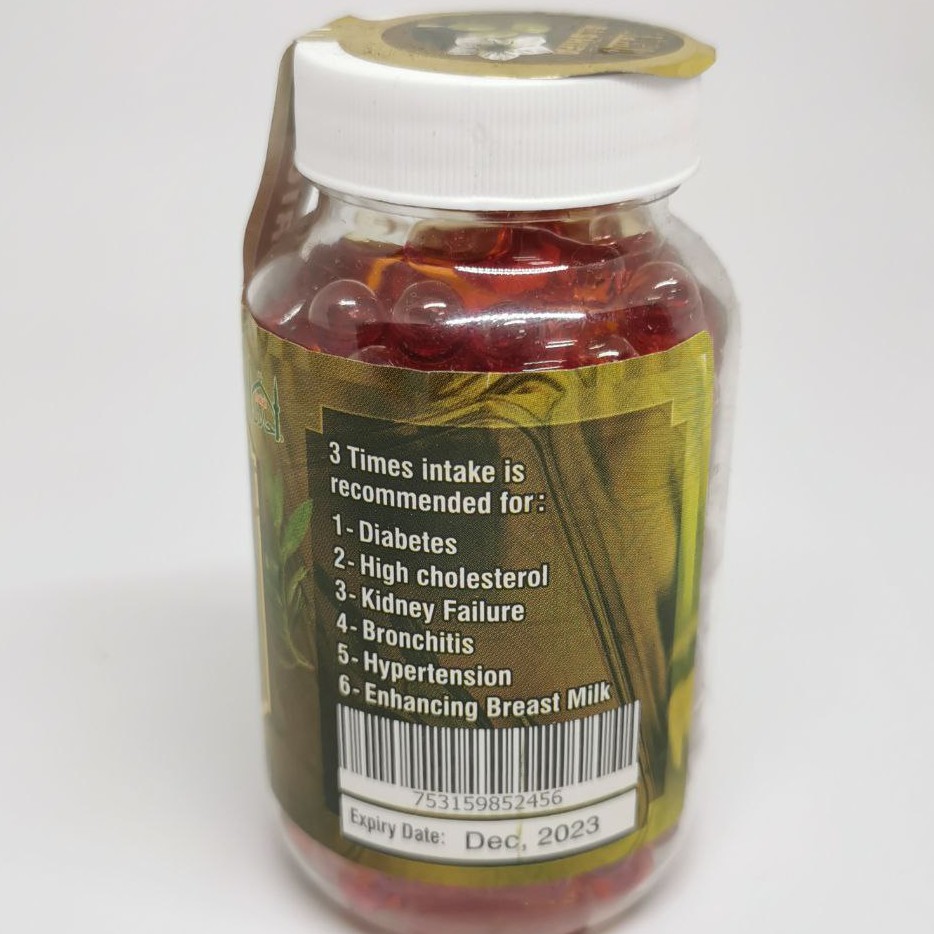 3 Times intake is
recommended for:
1- Diabetes
2- High cholesterol
3- Kidney Failure
4- Bronchitis
5- Hypertension
6- Enhancing Breast Milk
753159852456
Expiry Date: Dec, 2023